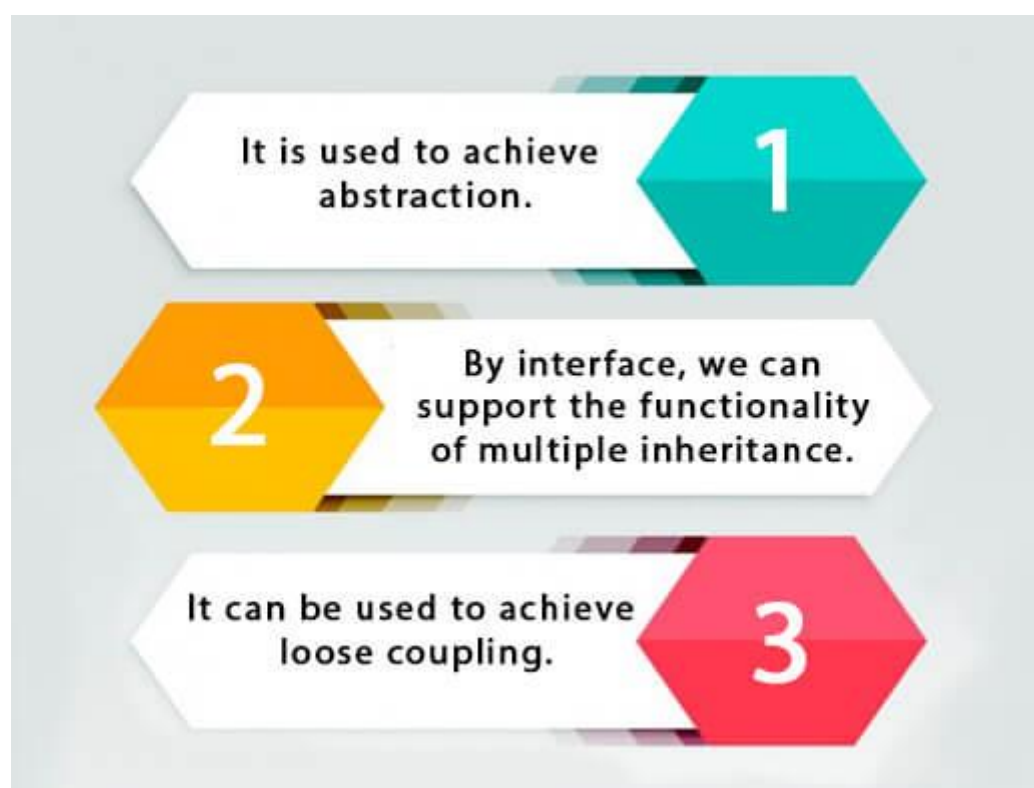 It is used to achieve
abstraction.
1
2
By interface, we can
support the functionality
of multiple inheritance.
It can be used to achieve
loose coupling.
3